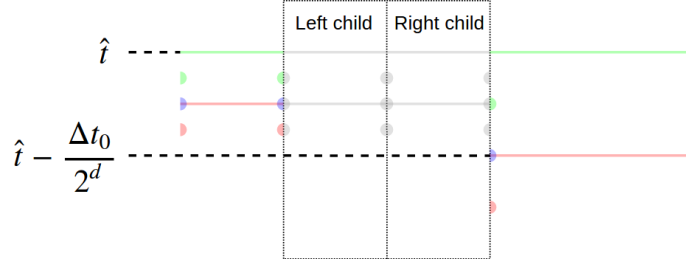 Left child Right child
t̂
t̂ − Δt₀ / 2ᵈ